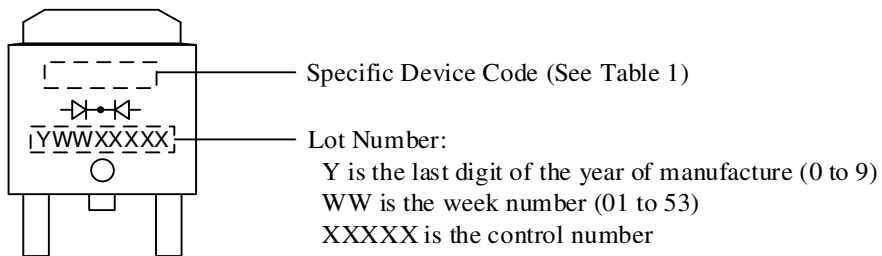 Specific Device Code (See Table 1)
YWWXXXXX
Lot Number:
Y is the last digit of the year of manufacture (0 to 9)
WW is the week number (01 to 53)
XXXXX is the control number